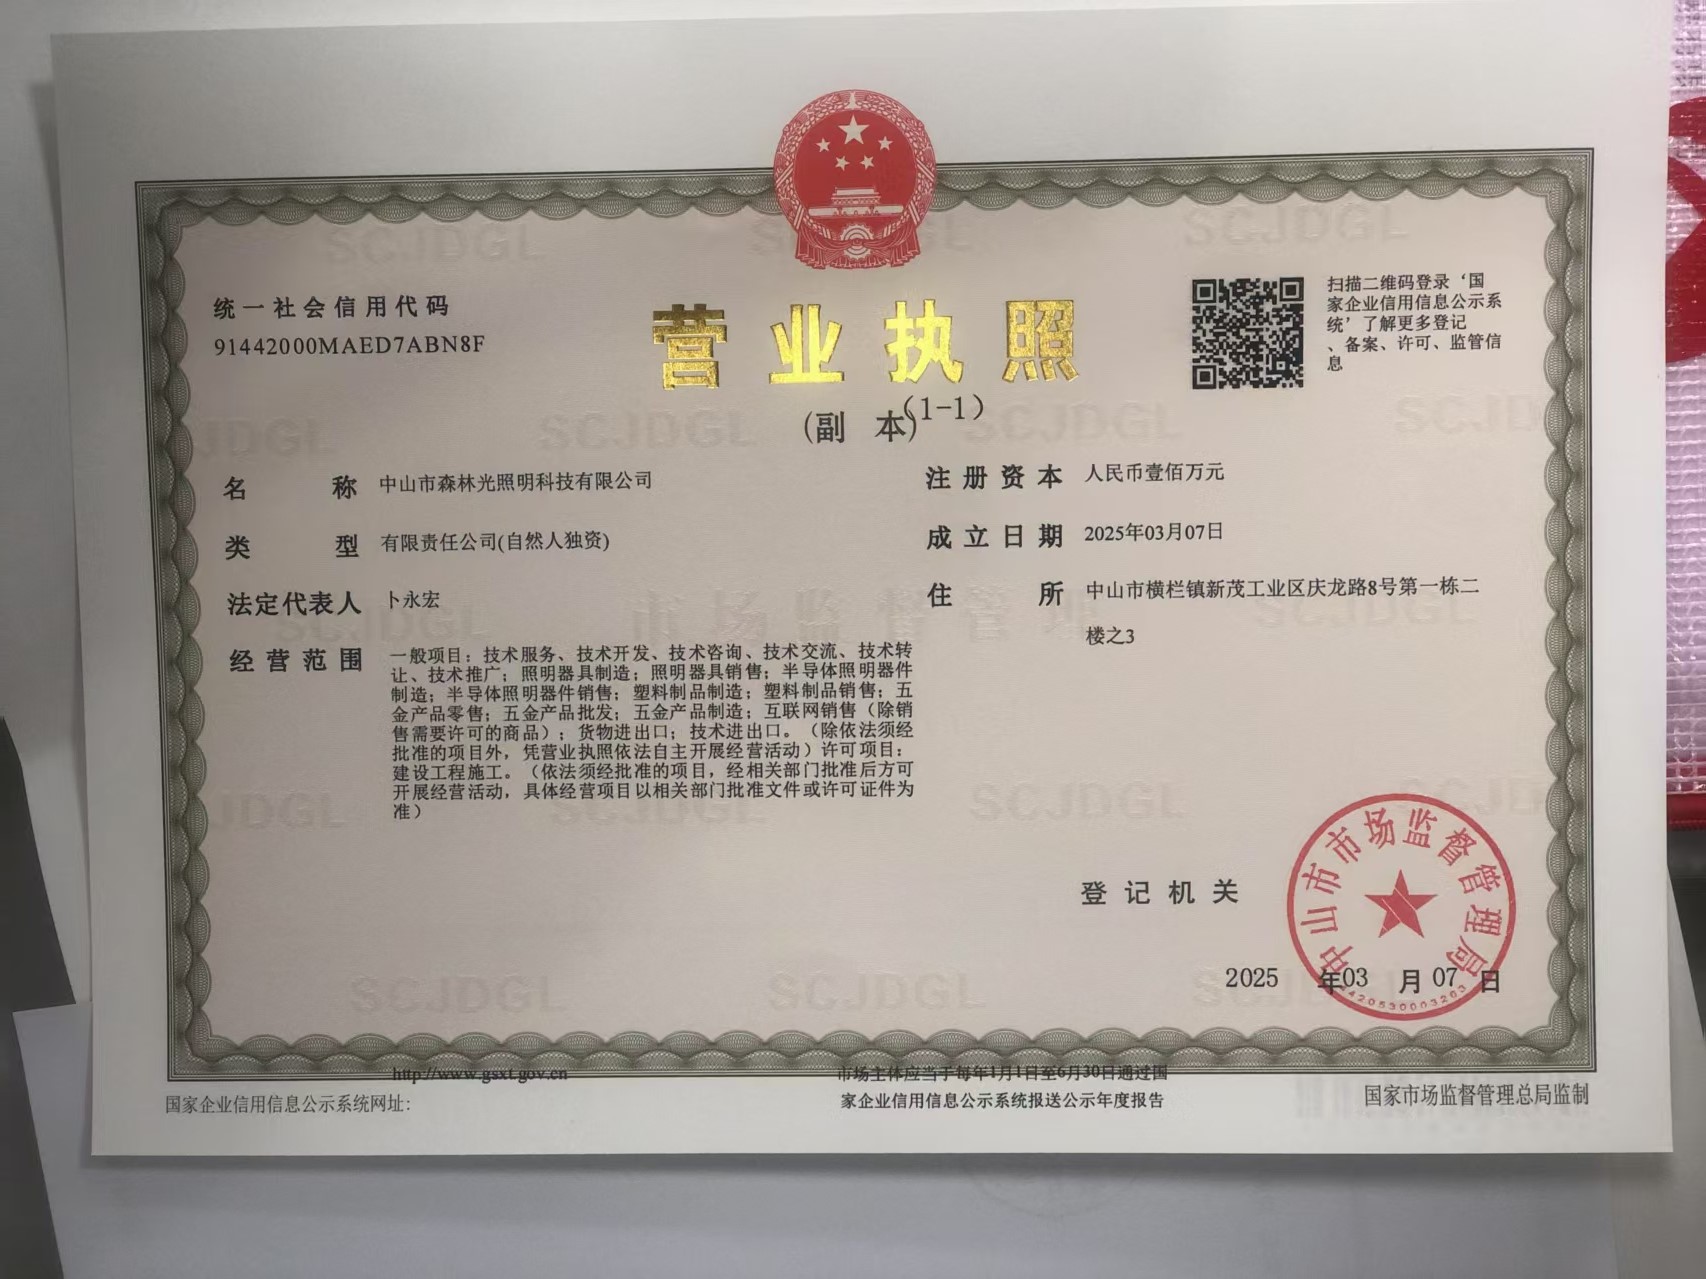 统一社会信用代码
91442000MAED7ABN8F
营业执照
(副 本)(1-1)
扫描二维码登录‘国
家企业信用信息公示系
统’了解更多登记
、备案、许可、监管信
息
名 称 中山市森林光照明科技有限公司
类 型 有限责任公司(自然人独资)
法定代表人 卜永宏
经营范围 一般项目：技术服务、技术开发、技术咨询、技术交流、技术转
让、技术推广；照明器具制造；照明器具销售；半导体照明器件
制造；半导体照明器件销售；塑料制品制造；塑料制品销售；五
金产品零售；五金产品批发；五金产品制造；互联网销售（除销
售需要许可的商品）；货物进出口；技术进出口。（除依法须经
批准的项目外，凭营业执照依法自主开展经营活动）许可项目：
建设工程施工。（依法须经批准的项目，经相关部门批准后方可
开展经营活动，具体经营项目以相关部门批准文件或许可证件为
准）
注册资本 人民币壹佰万元
成立日期 2025年03月07日
住 所 中山市横栏镇新茂工业区庆龙路8号第一栋二
楼之3
登记机关
中山市市场监督管理局
2025 年03 月07 日
http://www.gsxt.gov.cn
国家企业信用信息公示系统网址:
市场主体应当于每年1月1日至6月30日通过国
家企业信用信息公示系统报送公示年度报告
国家市场监督管理总局监制
SCJDGL
市场监督管理